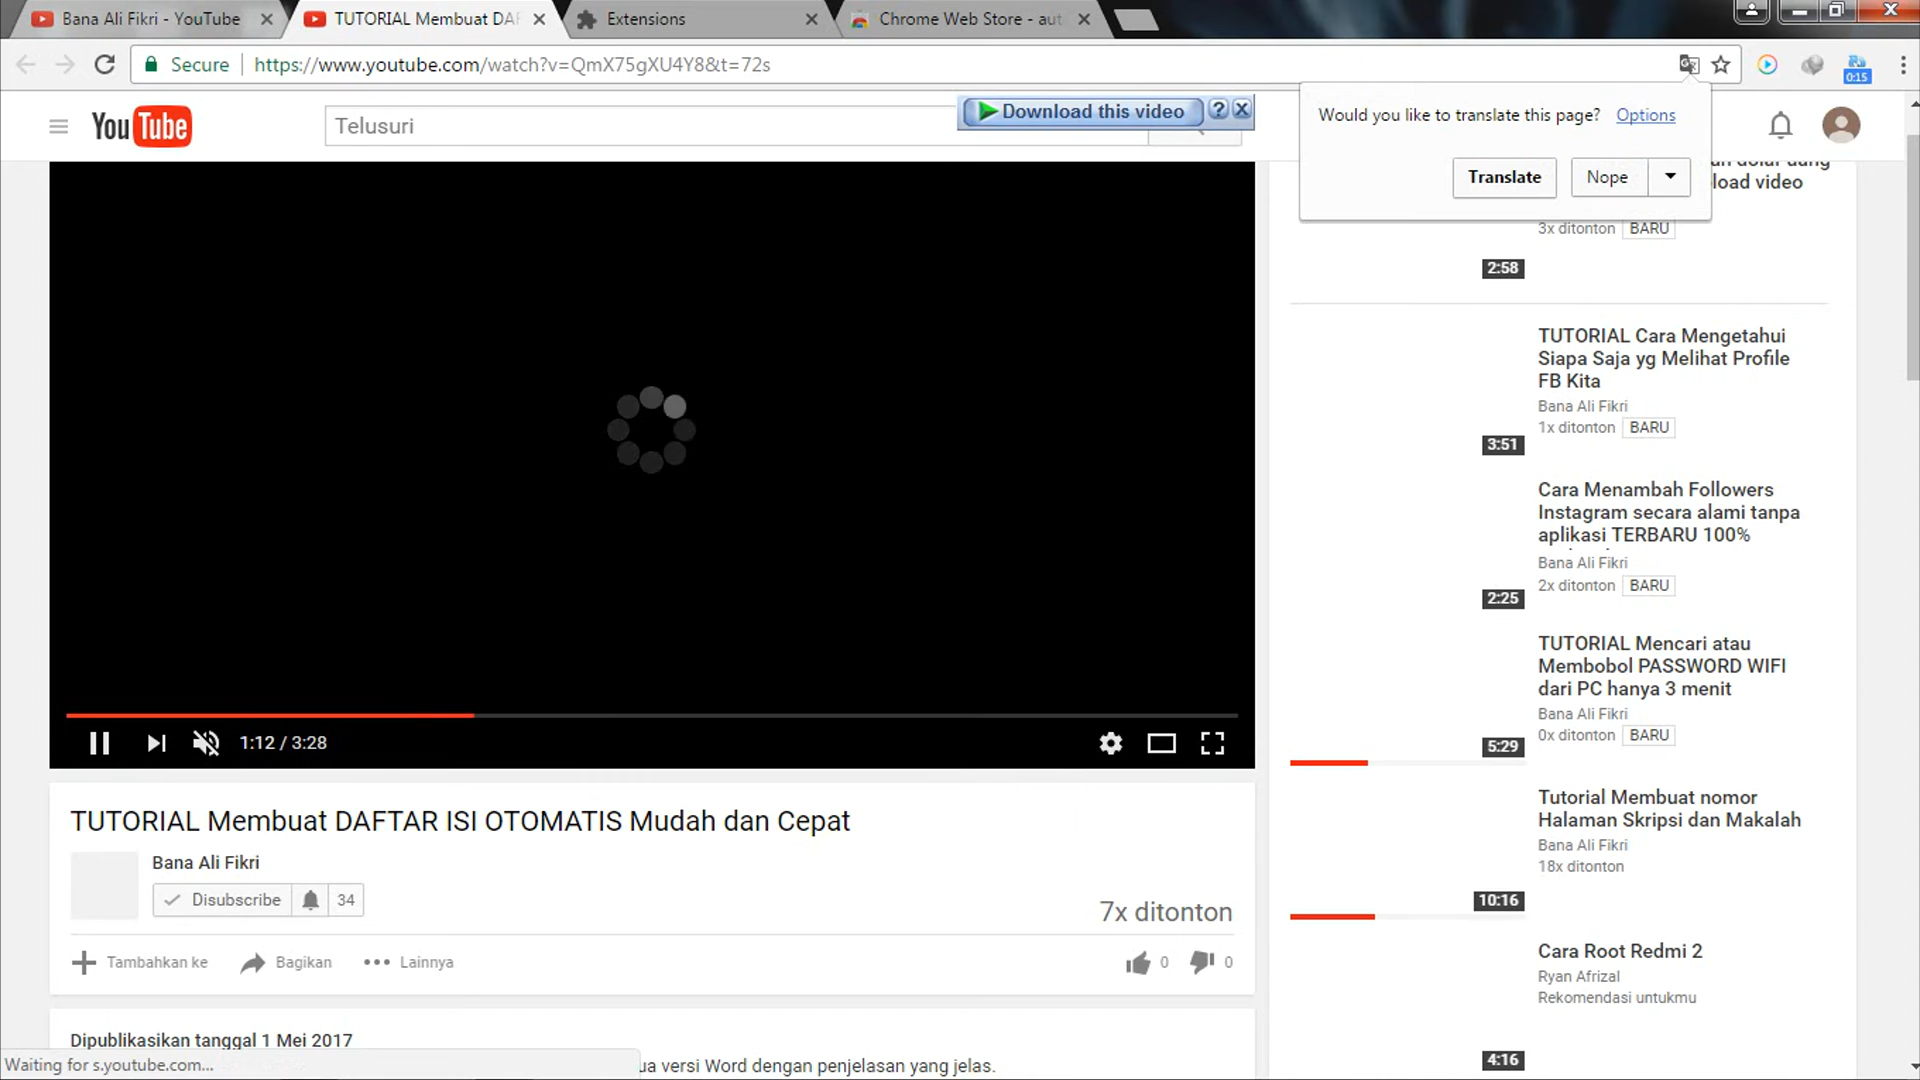 Bana Ali Fikri - YouTube
TUTORIAL Membuat DAF
Extensions
Chrome Web Store - aut
Secure
https://www.youtube.com/watch?v=QmX75gXU4Y8&t=72s
0:15
YouTube
Telusuri
Download this video
Would you like to translate this page? Options
Translate
Nope
load video
3x ditonton BARU
2:58
TUTORIAL Cara Mengetahui
Siapa Saja yg Melihat Profile
FB Kita
Bana Ali Fikri
1x ditonton BARU
3:51
Cara Menambah Followers
Instagram secara alami tanpa
aplikasi TERBARU 100%
Bana Ali Fikri
2x ditonton BARU
2:25
TUTORIAL Mencari atau
Membobol PASSWORD WIFI
dari PC hanya 3 menit
Bana Ali Fikri
0x ditonton BARU
5:29
Tutorial Membuat nomor
Halaman Skripsi dan Makalah
Bana Ali Fikri
18x ditonton
10:16
Cara Root Redmi 2
Ryan Afrizal
Rekomendasi untukmu
4:16
1:12 / 3:28
TUTORIAL Membuat DAFTAR ISI OTOMATIS Mudah dan Cepat
Bana Ali Fikri
Disubscribe 34
7x ditonton
Tambahkan ke
Bagikan
Lainnya
0
0
Dipublikasikan tanggal 1 Mei 2017
ua versi Word dengan penjelasan yang jelas.
Waiting for s.youtube.com...